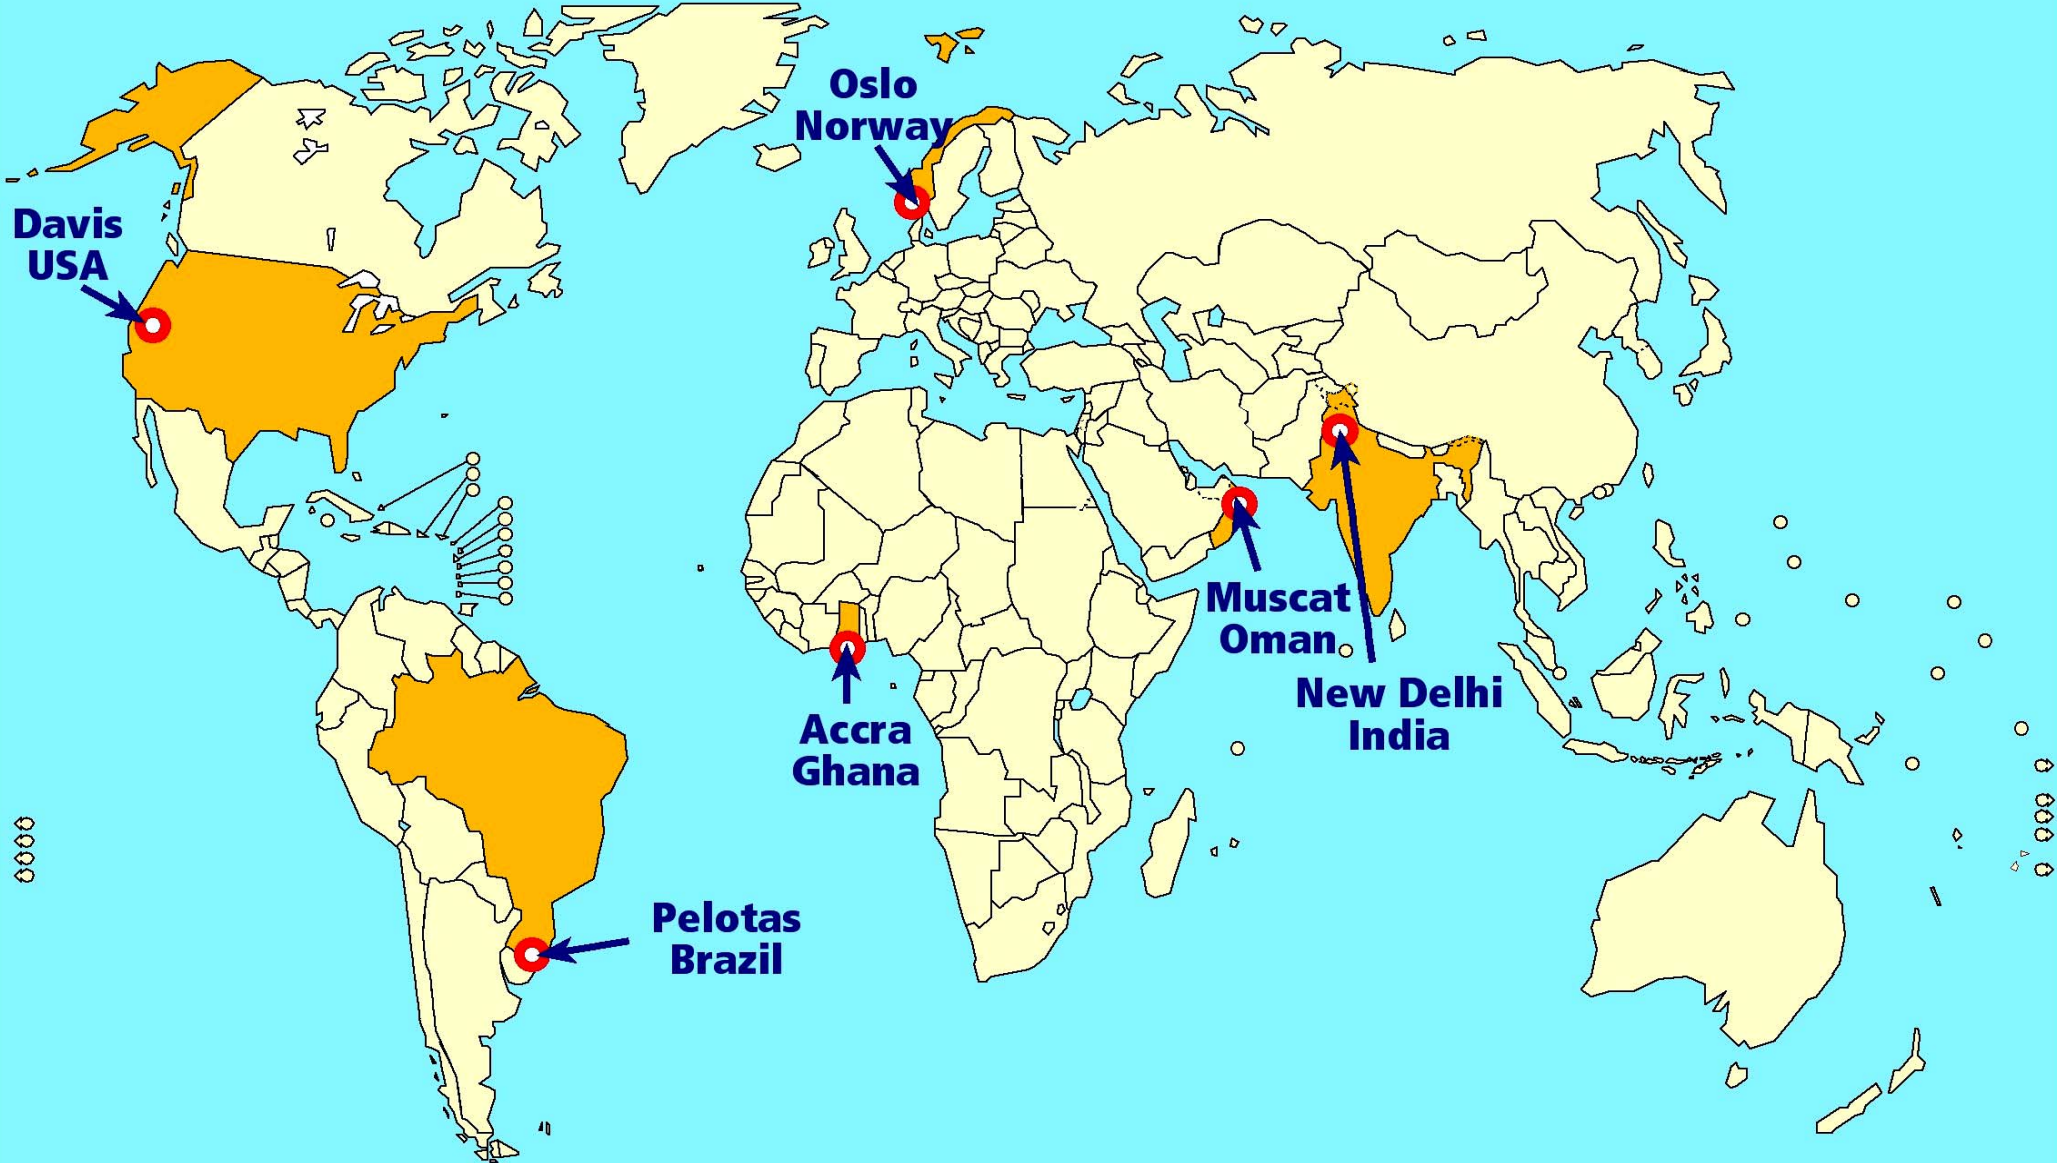 Oslo
Norway
Davis
USA
Muscat
Oman
New Delhi
India
Accra
Ghana
Pelotas
Brazil